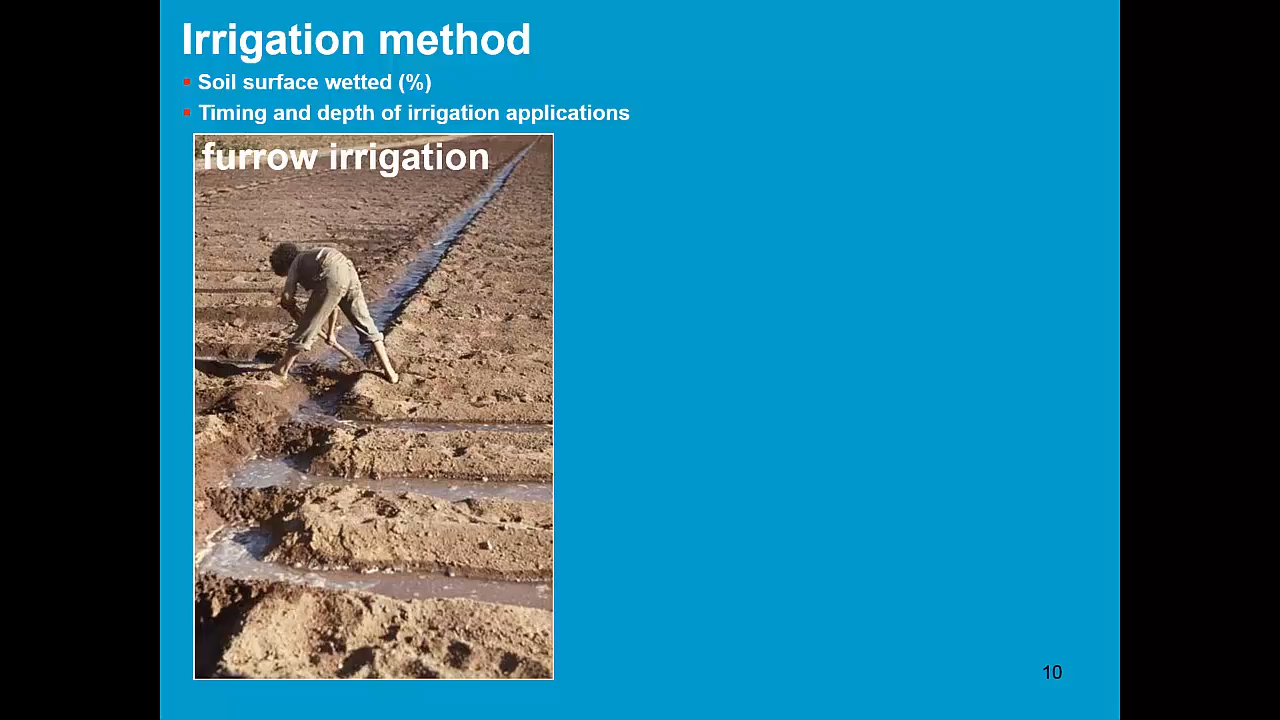 Irrigation method
Soil surface wetted (%)
Timing and depth of irrigation applications
furrow irrigation
10